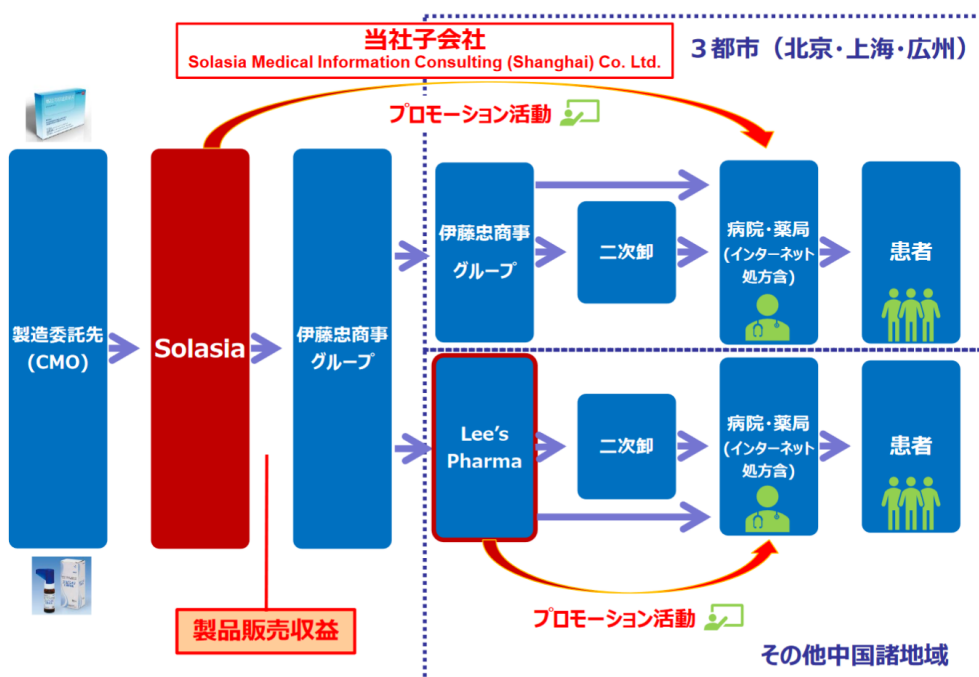 当社子会社
Solasia Medical Information Consulting (Shanghai) Co. Ltd.
3都市（北京・上海・広州）
プロモーション活動
製造委託先
(CMO)
Solasia
伊藤忠商事
グループ
伊藤忠商事
グループ
二次卸
病院・薬局
(インターネット
処方含)
患者
Lee's
Pharma
二次卸
病院・薬局
(インターネット
処方含)
患者
プロモーション活動
製品販売収益
その他中国諸地域